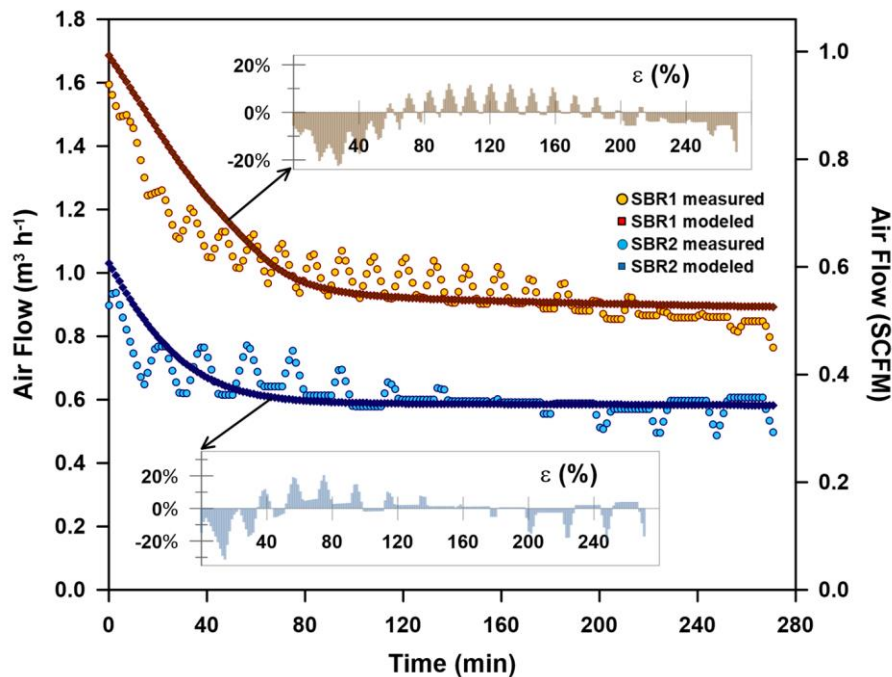 1.8
1.6
1.4
1.2
1.0
0.8
0.6
0.4
0.2
0.0
Air Flow (m³ h⁻¹)
20%
0%
-20%
ε (%)
40 80 120 160 200 240
SBR1 measured
SBR1 modeled
SBR2 measured
SBR2 modeled
20%
0%
-20%
ε (%)
40 80 120 160 200 240
1.0
0.8
0.6
0.4
0.2
0.0
Air Flow (SCFM)
0 40 80 120 160 200 240 280
Time (min)